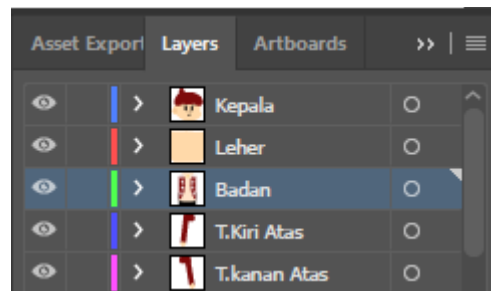 Asset Export Layers Artboards
Kepala
Leher
Badan
T.Kiri Atas
T.kanan Atas